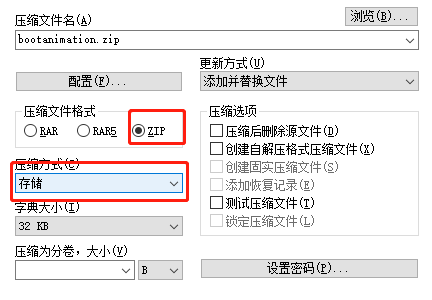 压缩文件名(A)
浏览(B)...
bootanimation.zip
配置(F)...
更新方式(U)
添加并替换文件
压缩文件格式
RAR
RAR5
ZIP
压缩方式(C)
存储
字典大小(I)
32 KB
压缩为分卷，大小(V)
B
压缩选项
压缩后删除源文件(D)
创建自解压格式压缩文件(X)
创建固实压缩文件(S)
添加恢复记录(E)
测试压缩文件(T)
锁定压缩文件(L)
设置密码(P)...